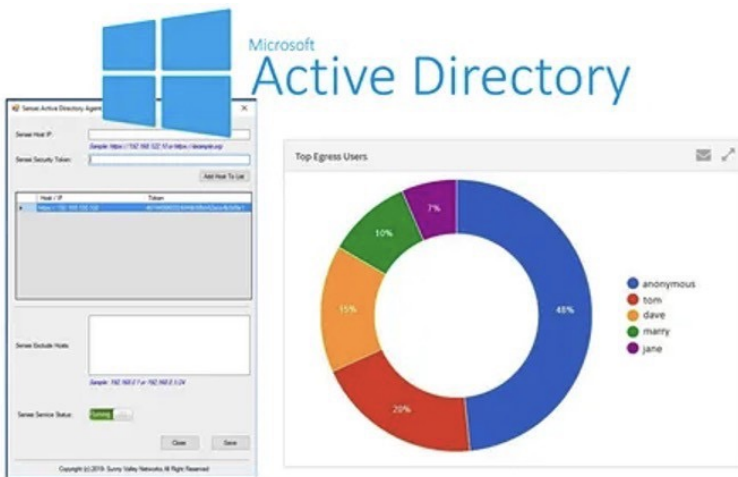 Microsoft
Active Directory
Sensei Active Directory Agent
Sensei Host IP:
Sample: https://192.168.122.10 or https://example.org
Sensei Security Token:
Add Host To List
Host / IP Token
Sensei Exclude Hosts:
Sample: 192.168.0.1 or 192.168.0.1/24
Sensei Service Status: Running
Close Save
Copyright (c) 2019- Sunny Valley Networks, All Right Reserved
Top Egress Users
7%
10%
15%
48%
20%
anonymous
tom
dave
marry
jane